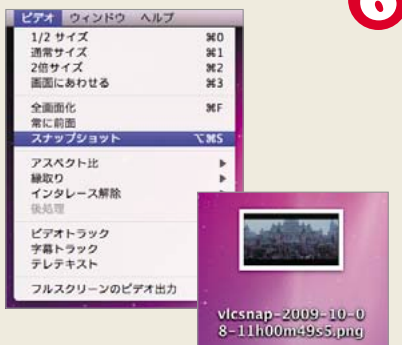 6
ビデオ ウィンドウ ヘルプ
1/2 サイズ ⌘0
通常サイズ ⌘1
2倍サイズ ⌘2
画面にあわせる ⌘3
全画面化 ⌘F
常に前面
スナップショット ⌥⌘S
アスペクト比 ▶
縁取り ▶
インタレース解除
後処理
ビデオトラック
字幕トラック
テレテキスト
フルスクリーンのビデオ出力
vlcsnap-2009-10-0
8-11h00m49s5.png